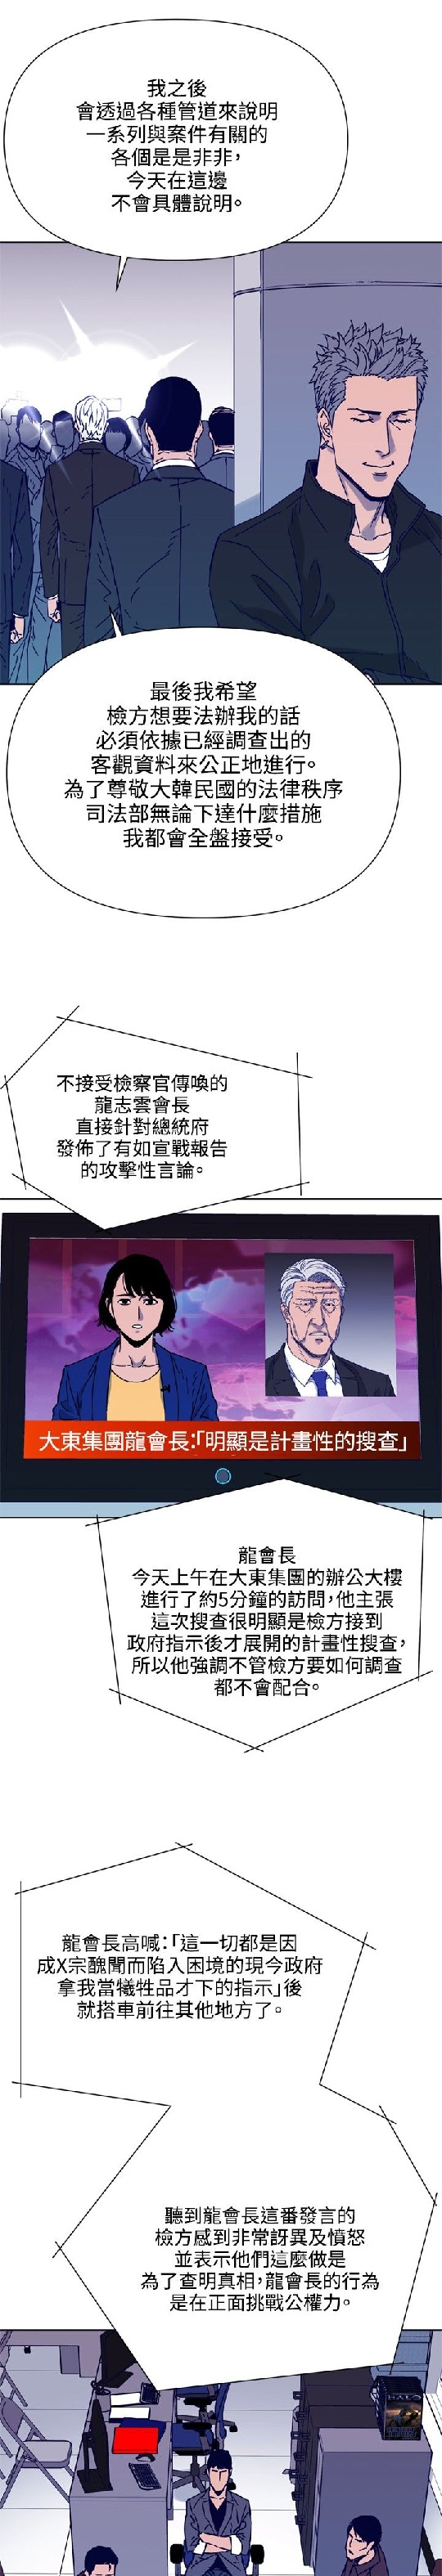 我之後
會透過各種管道來說明
一系列與案件有關的
各個是是非非，
今天在這邊
不會具體說明。
最後我希望
檢方想要法辦我的話
必須依據已經調查出的
客觀資料來公正地進行。
為了尊敬大韓民國的法律秩序
司法部無論下達什麼措施
我都會全盤接受。
不接受檢察官傳喚的
龍志雲會長
直接針對總統府
發佈了有如宣戰報告
的攻擊性言論。
大東集團龍會長：「明顯是計畫性的搜查」
龍會長
今天上午在大東集團的辦公大樓
進行了約5分鐘的訪問，他主張
這次搜查很明顯是檢方接到
政府指示後才展開的計畫性搜查，
所以他強調不管檢方要如何調查
都不會配合。
龍會長高喊：「這一切都是因
成X宗醜聞而陷入困境的現今政府
拿我當犧牲品才下的指示」後
就搭車前往其他地方了。
聽到龍會長這番發言的
檢方感到非常訝異及憤怒
並表示他們這麼做是
為了查明真相，龍會長的行為
是在正面挑戰公權力。
HALO